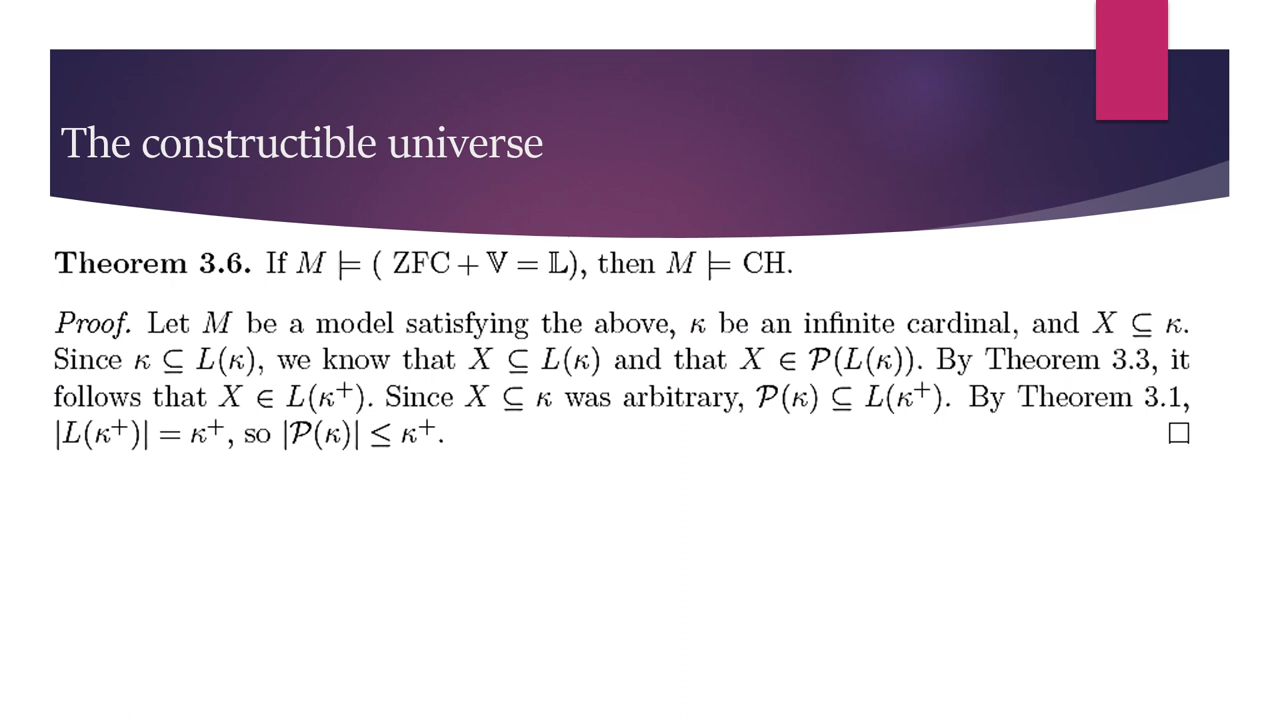 The constructible universe
Theorem 3.6. If M ⊨ ( ZFC + 𝕍 = 𝕃), then M ⊨ CH.
Proof. Let M be a model satisfying the above, κ be an infinite cardinal, and X ⊆ κ.
Since κ ⊆ L(κ), we know that X ⊆ L(κ) and that X ∈ 𝒫(L(κ)). By Theorem 3.3, it
follows that X ∈ L(κ⁺). Since X ⊆ κ was arbitrary, 𝒫(κ) ⊆ L(κ⁺). By Theorem 3.1,
|L(κ⁺)| = κ⁺, so |𝒫(κ)| ≤ κ⁺. □